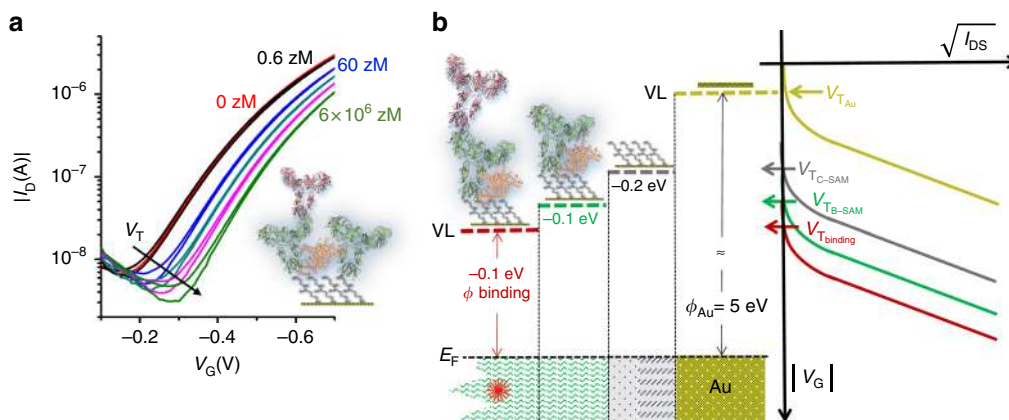 a
|I_D(A)|
10⁻⁶
10⁻⁷
10⁻⁸
0.6 zM
60 zM
0 zM
6×10⁶ zM
V_T
−0.2
−0.4
−0.6
V_G(V)
b
√I_DS
VL
V_T_Au
−0.2 eV
V_T_C–SAM
−0.1 eV
V_T_B–SAM
VL
V_T_binding
−0.1 eV
ϕ binding
≈
ϕ_Au= 5 eV
E_F
Au
|V_G|